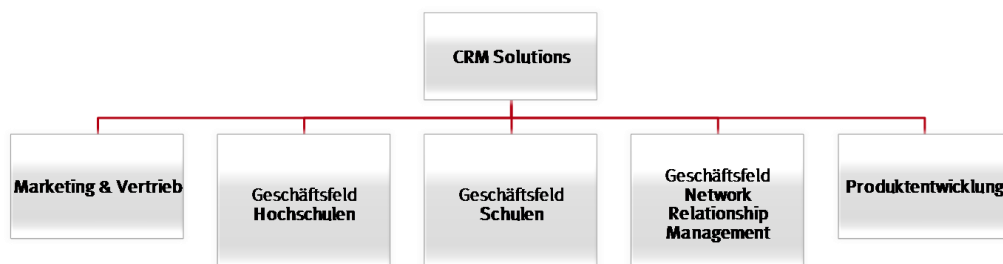 CRM Solutions
Marketing & Vertrieb
Geschäftsfeld
Hochschulen
Geschäftsfeld
Schulen
Geschäftsfeld
Network
Relationship
Management
Produktentwicklung